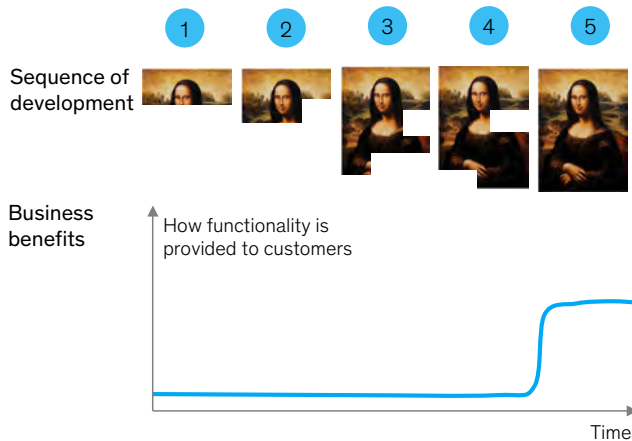 1 2 3 4 5
Sequence of
development
Business
benefits
How functionality is
provided to customers
Time